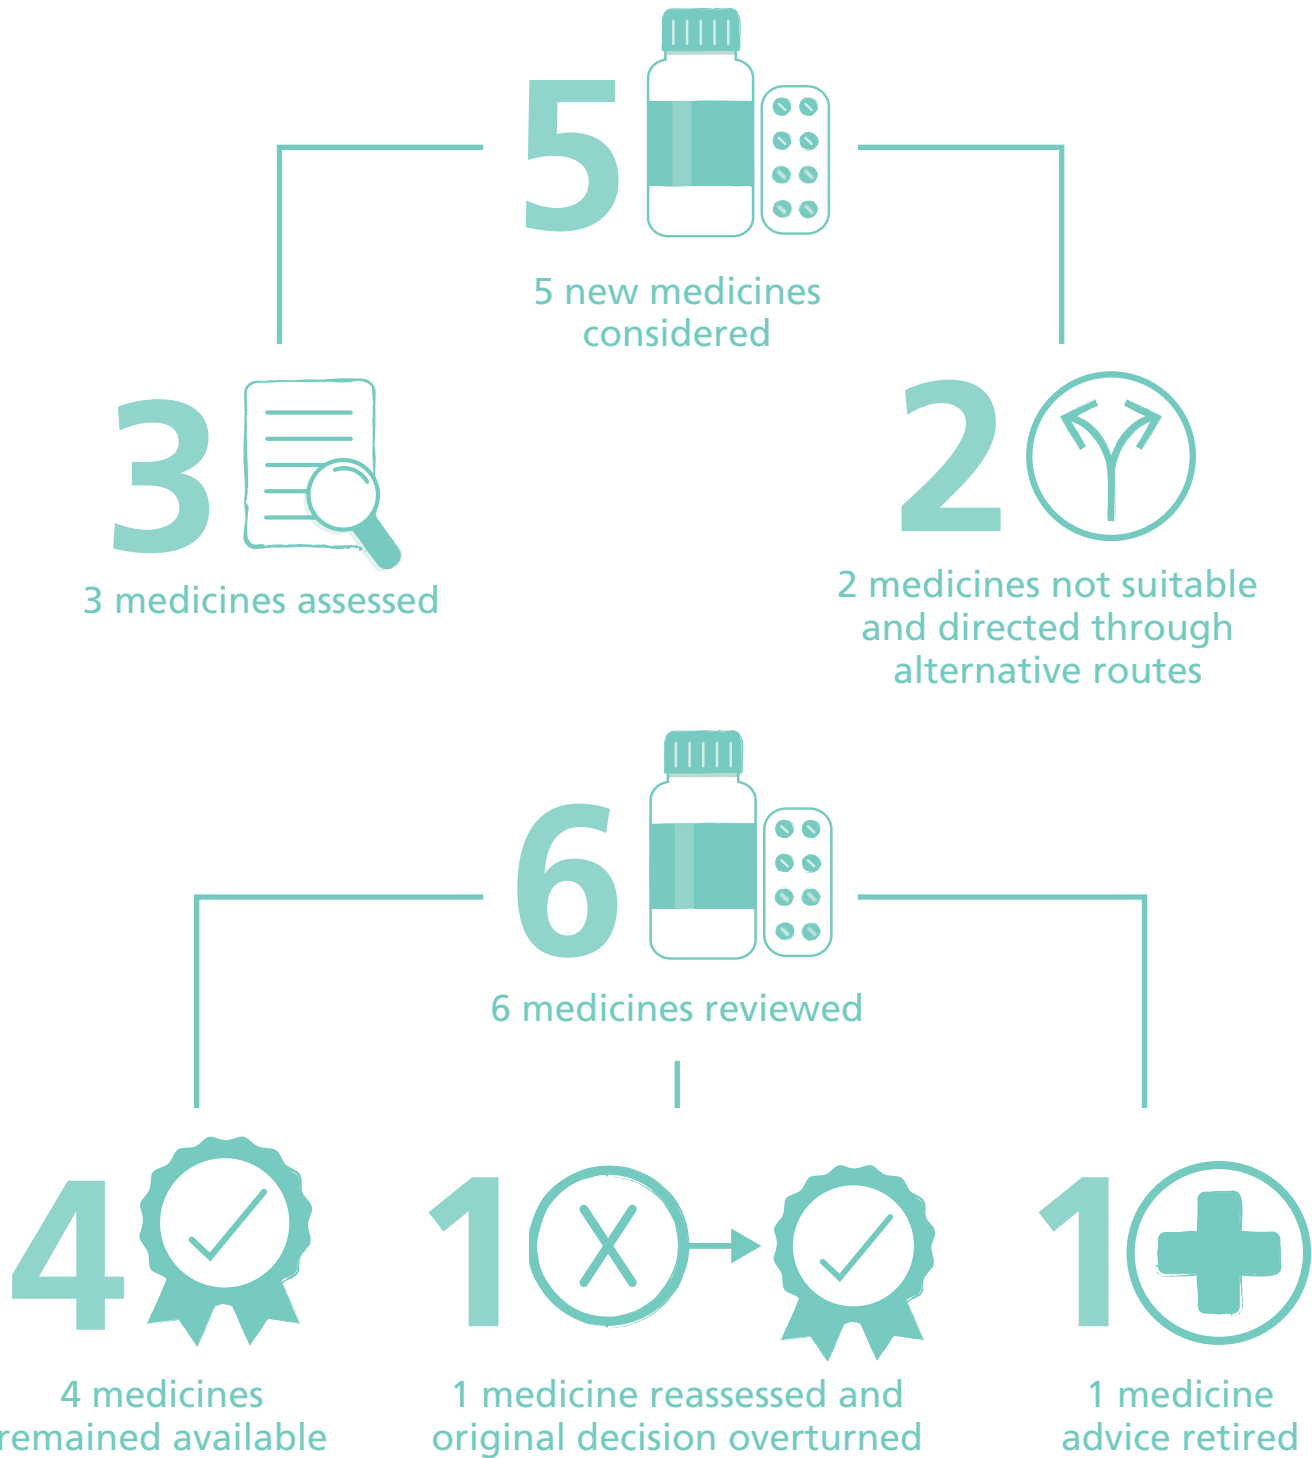 5
5 new medicines
considered
3
3 medicines assessed
2
2 medicines not suitable
and directed through
alternative routes
6
6 medicines reviewed
4
4 medicines
remained available
1
X
1 medicine reassessed and
original decision overturned
1
1 medicine
advice retired